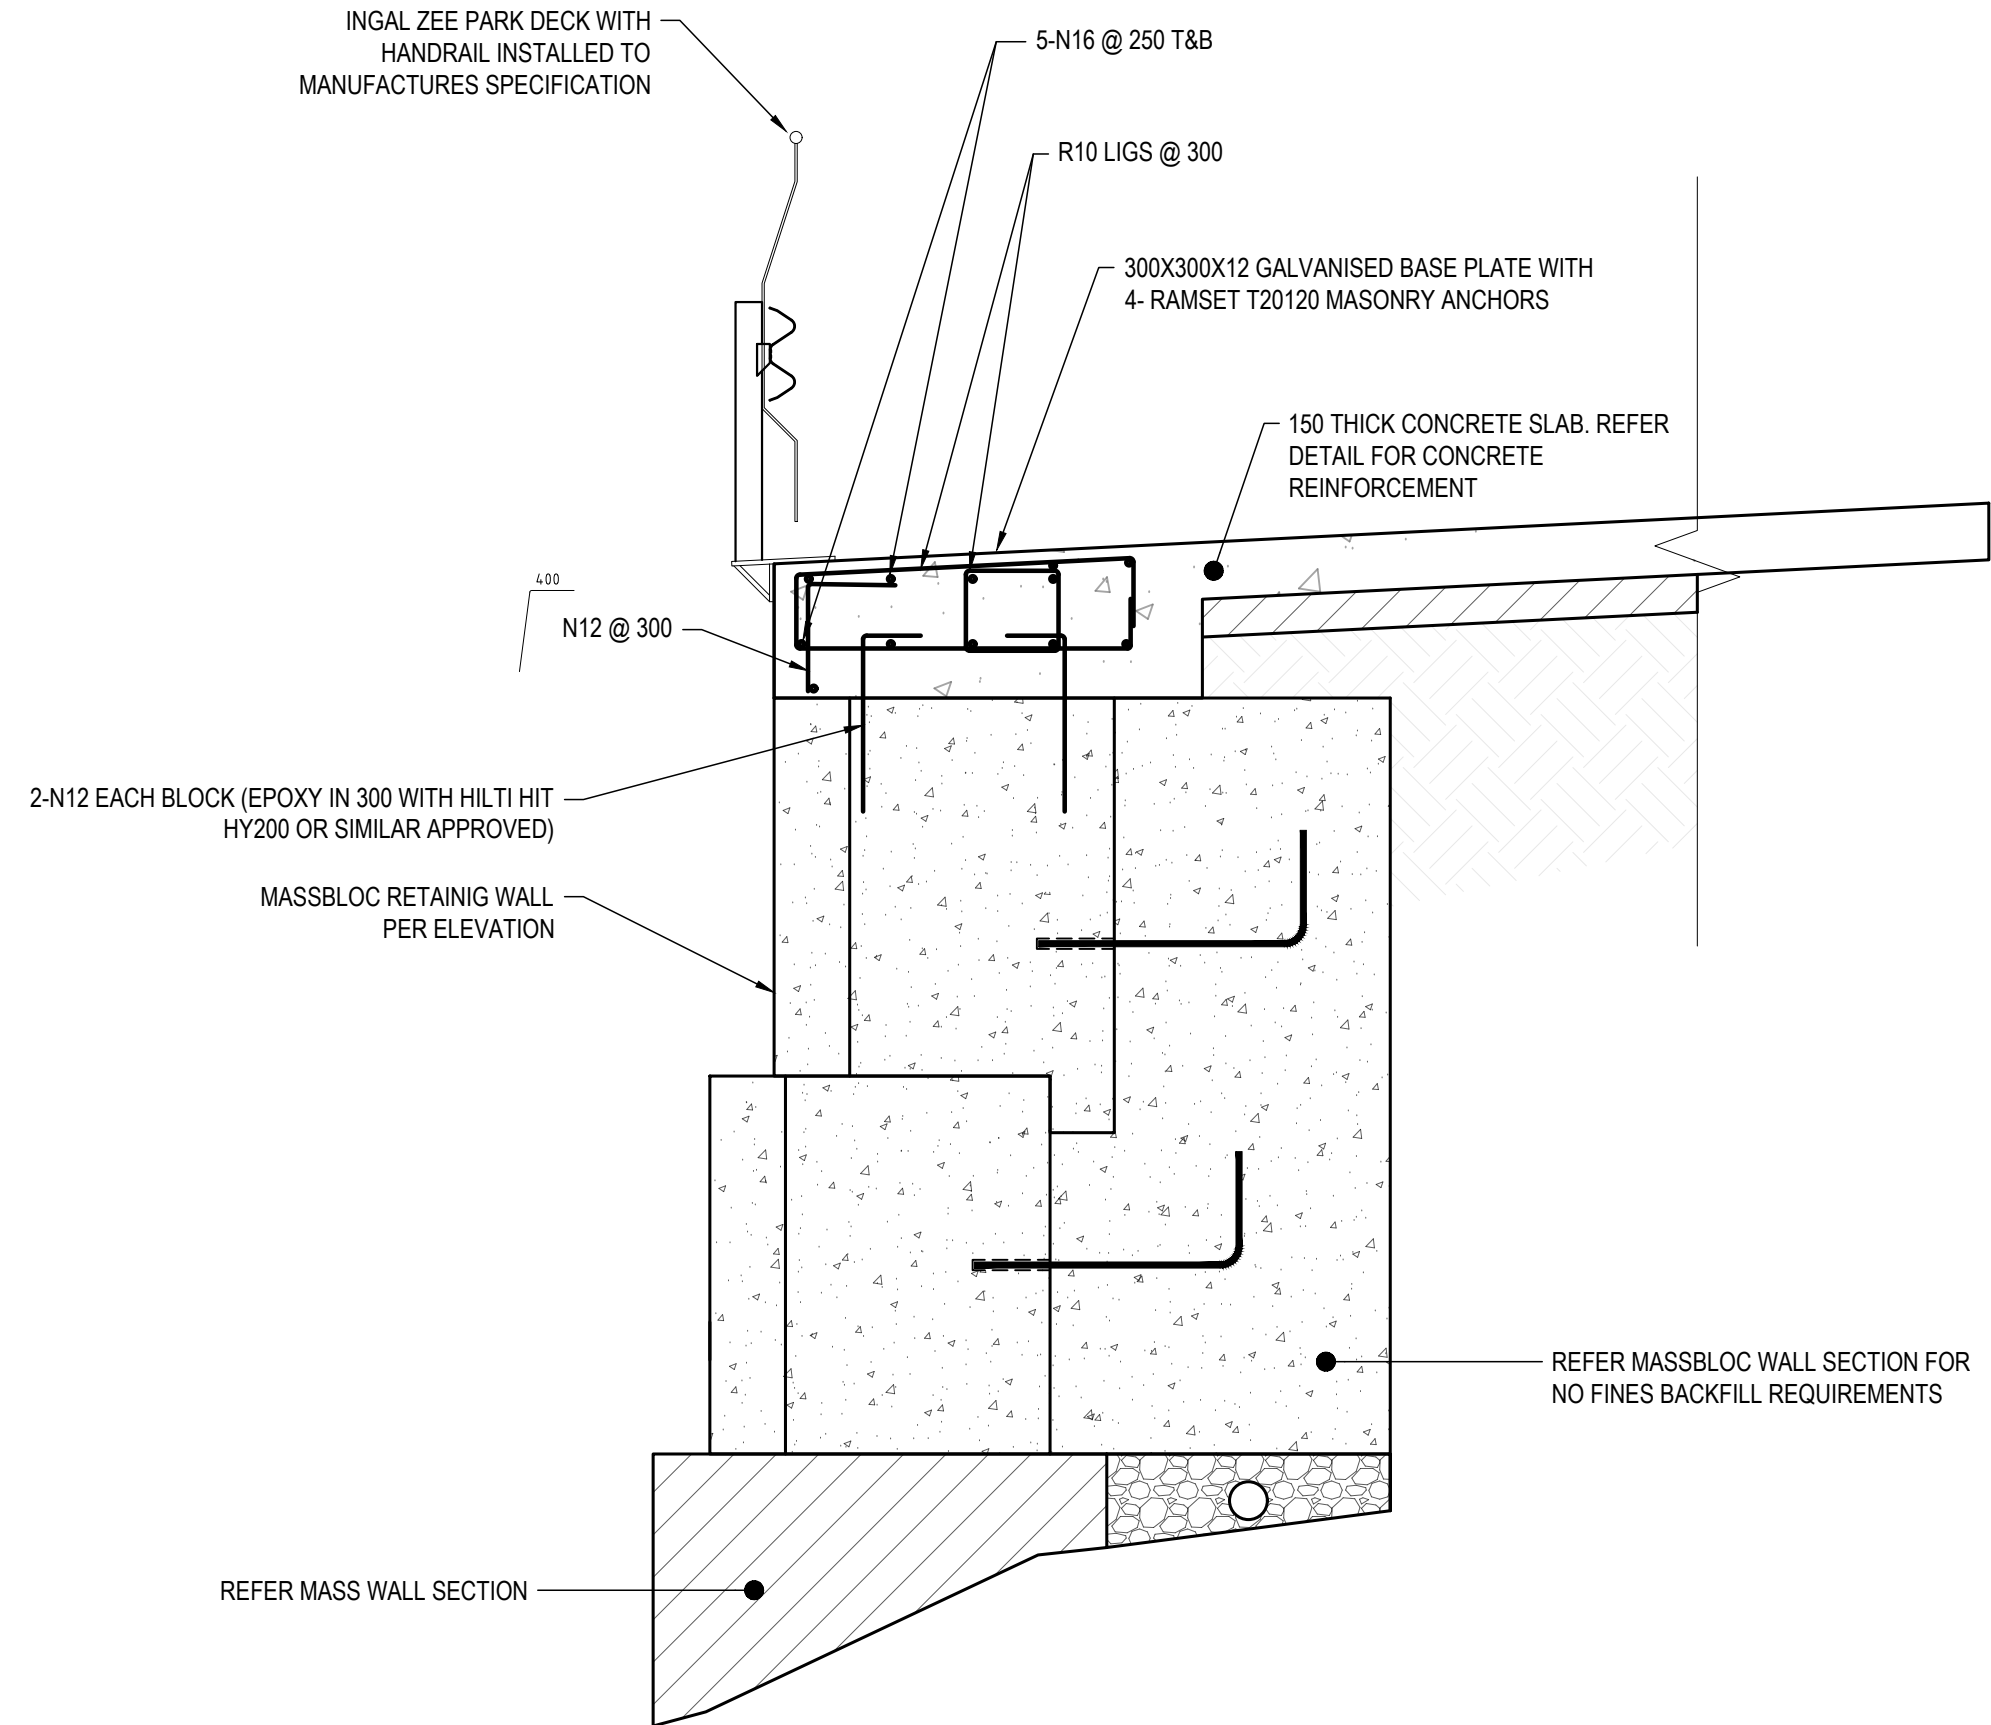 INGAL ZEE PARK DECK WITH
HANDRAIL INSTALLED TO
MANUFACTURES SPECIFICATION
5-N16 @ 250 T&B
R10 LIGS @ 300
300X300X12 GALVANISED BASE PLATE WITH
4- RAMSET T20120 MASONRY ANCHORS
150 THICK CONCRETE SLAB. REFER
DETAIL FOR CONCRETE
REINFORCEMENT
400
N12 @ 300
2-N12 EACH BLOCK (EPOXY IN 300 WITH HILTI HIT
HY200 OR SIMILAR APPROVED)
MASSBLOC RETAINIG WALL
PER ELEVATION
REFER MASSBLOC WALL SECTION FOR
NO FINES BACKFILL REQUIREMENTS
REFER MASS WALL SECTION